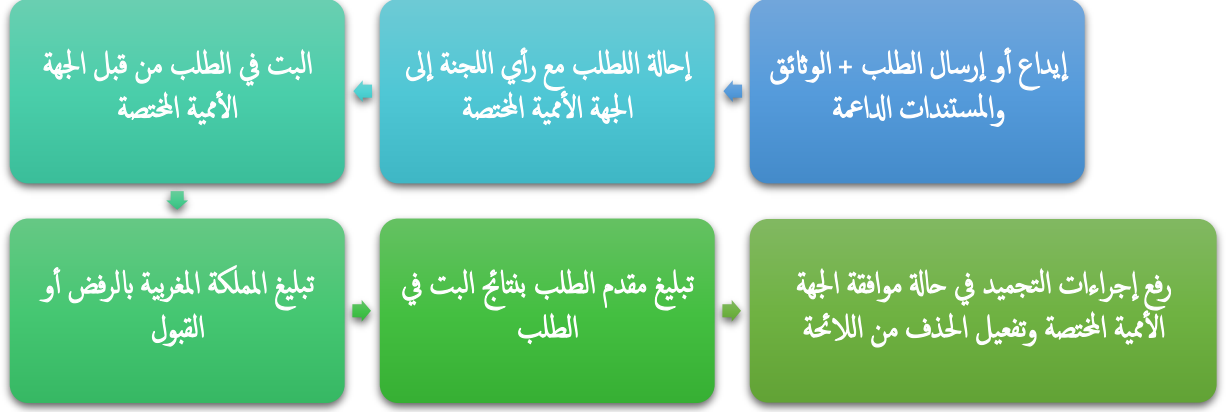 إيداع أو إرسال الطلب + الوثائق
والمستندات الداعمة
إحالة اللطلب مع رأي اللجنة إلى
الجهة الأممية المختصة
البت في الطلب من قبل الجهة
الأممية المختصة
تبليغ المملكة المغربية بالرفض أو
القبول
تبليغ مقدم الطلب بنتائج البت في
الطلب
رفع إجراءات التجميد في حالة موافقة الجهة
الأممية المختصة وتفعيل الحذف من اللائحة